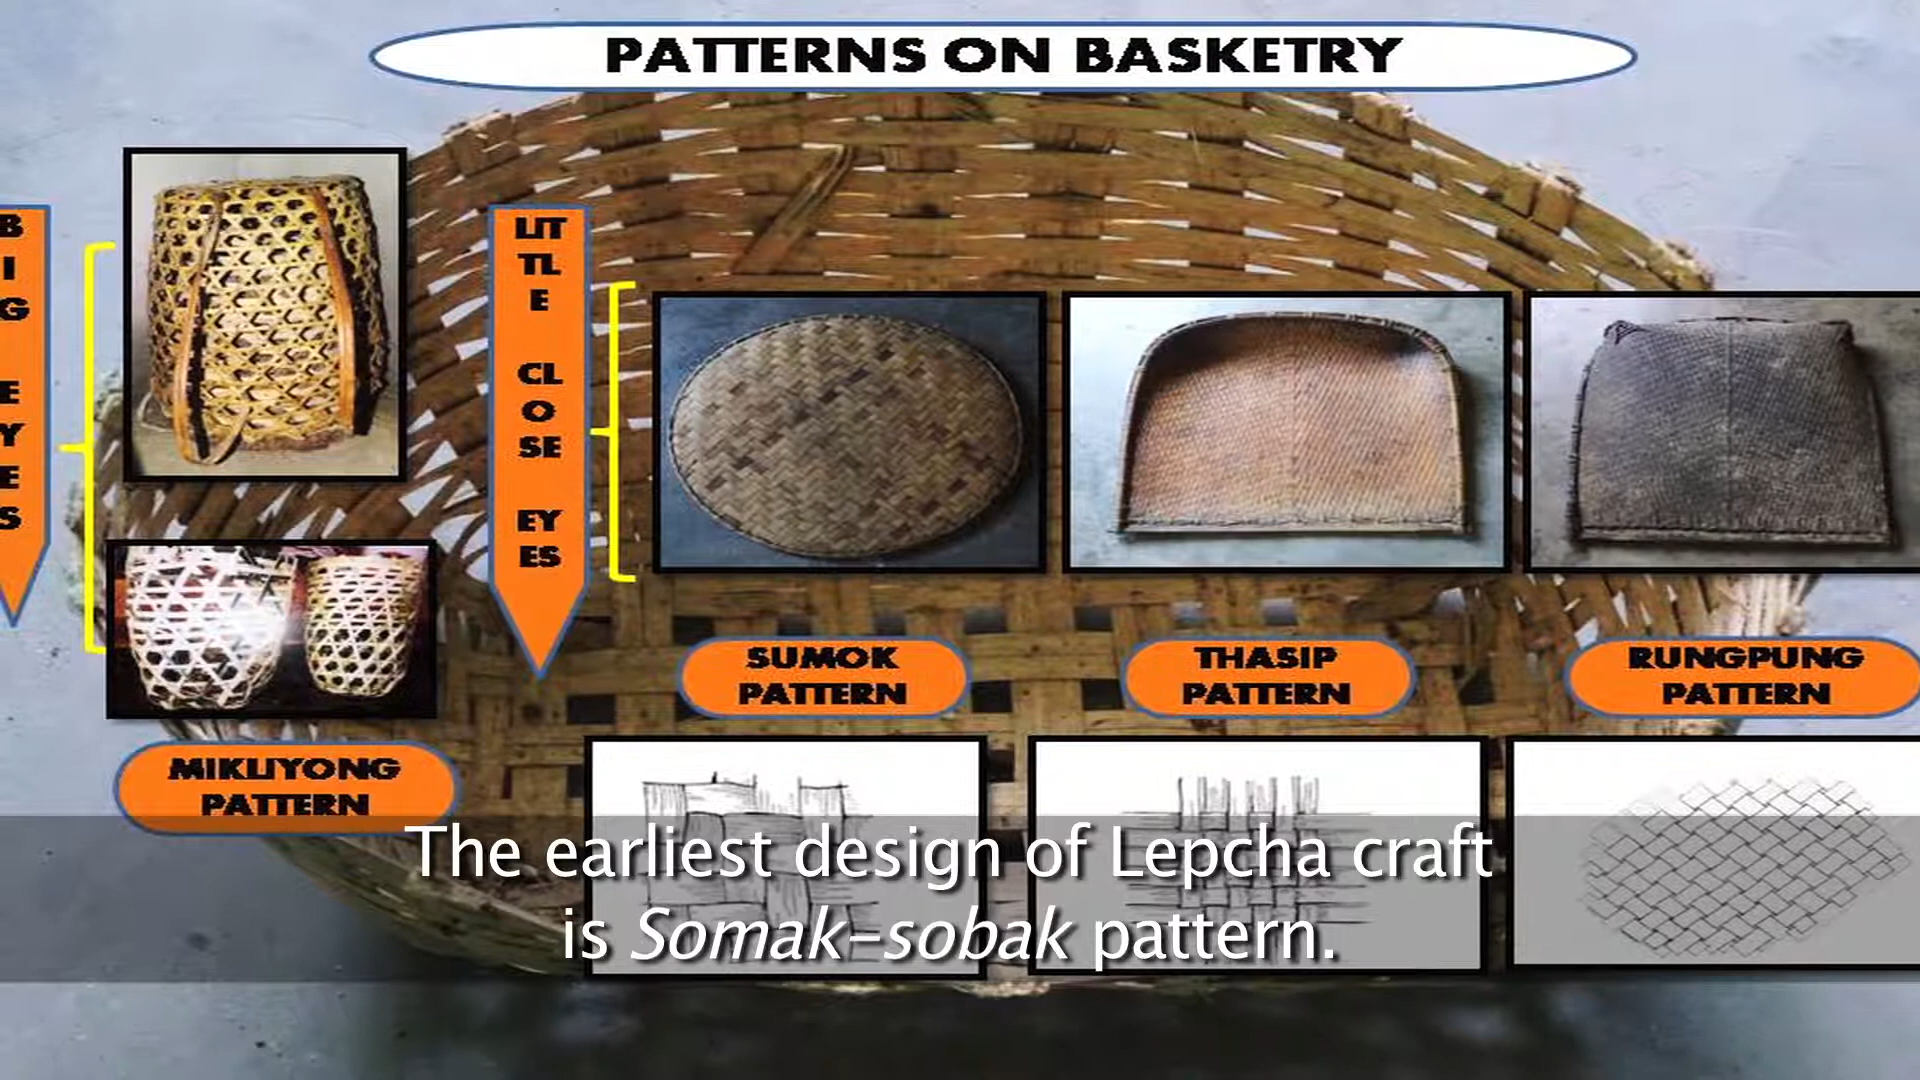 PATTERNS ON BASKETRY
B
I
G
E
Y
E
S
LIT
TL
E
CL
O
SE
EY
ES
SUMOK
PATTERN
THASIP
PATTERN
RUNGPUNG
PATTERN
MIKLIYONG
PATTERN
The earliest design of Lepcha craft
is Somak-sobak pattern.